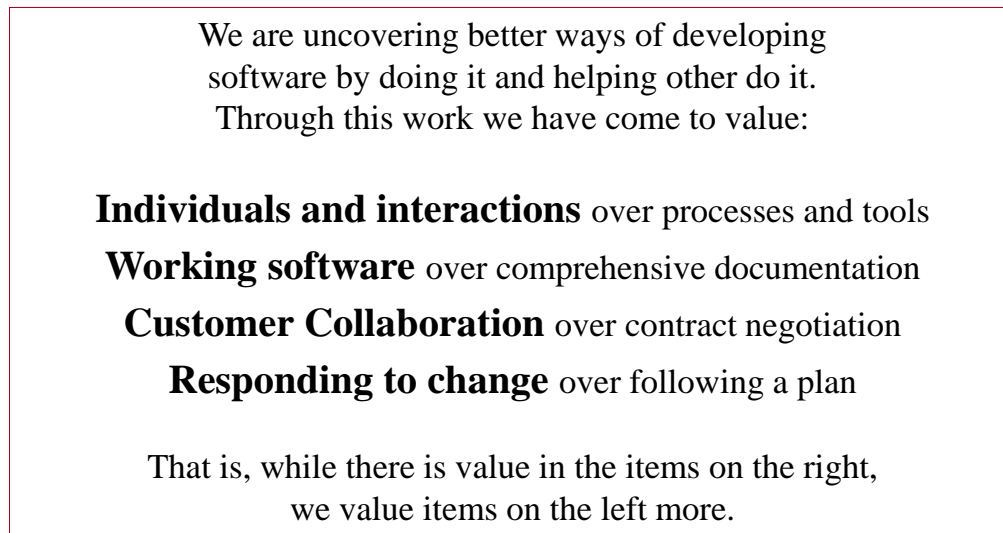 We are uncovering better ways of developing
software by doing it and helping other do it.
Through this work we have come to value:
Individuals and interactions over processes and tools
Working software over comprehensive documentation
Customer Collaboration over contract negotiation
Responding to change over following a plan
That is, while there is value in the items on the right,
we value items on the left more.